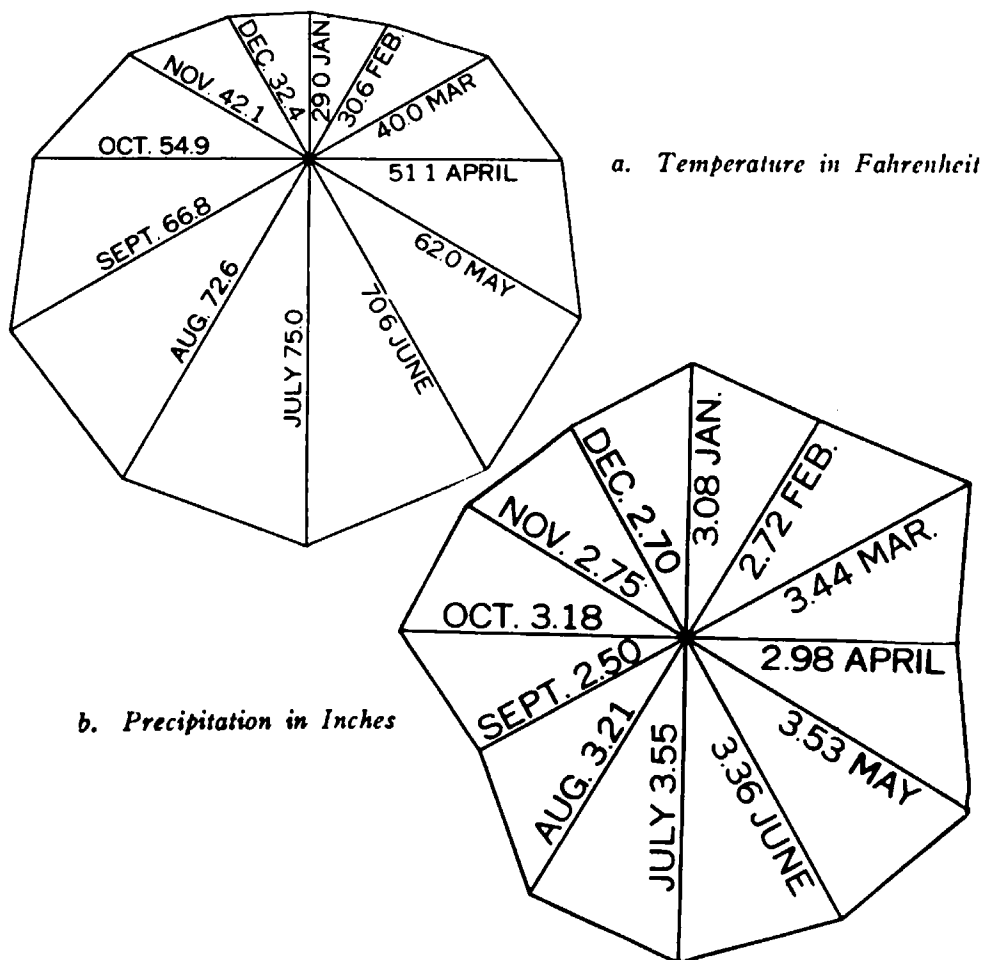 DEC. 32.4
29 0 JAN.
30.6 FEB.
NOV. 42.1
40.0 MAR
OCT. 54.9
51 1 APRIL
a. Temperature in Fahrenheit
SEPT. 66.8
62.0 MAY
AUG. 72.6
JULY 75.0
70 6 JUNE
DEC. 2.70
3.08 JAN.
2.72 FEB.
NOV. 2.75
3.44 MAR.
OCT. 3.18
2.98 APRIL
b. Precipitation in Inches
SEPT. 2.50
3.53 MAY
AUG. 3.21
JULY 3.55
3.36 JUNE